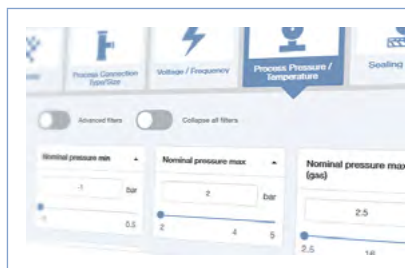 Process Connection
Type/Size
Voltage / Frequency
Process Pressure /
Temperature
Sealing
Advanced filters
Collapse all filters
Nominal pressure min
-1
bar
-1
0.5
Nominal pressure max
2
bar
2
4
5
Nominal pressure max
(gas)
2.5
2.5
16